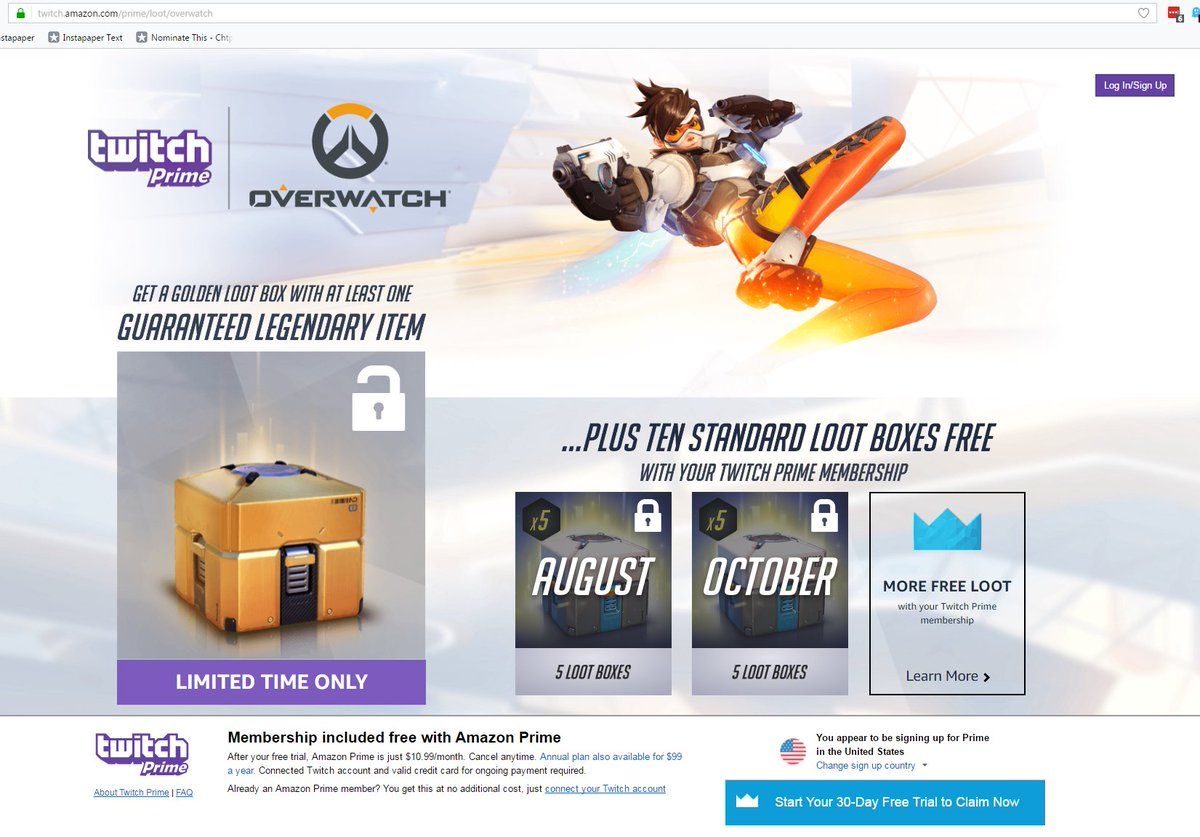 twitch.amazon.com/prime/loot/overwatch
6
stapaper
Instapaper Text
Nominate This - Cht
Log In/Sign Up
twitch
Prime
OVERWATCH
GET A GOLDEN LOOT BOX WITH AT LEAST ONE
GUARANTEED LEGENDARY ITEM
LIMITED TIME ONLY
...PLUS TEN STANDARD LOOT BOXES FREE
WITH YOUR TWITCH PRIME MEMBERSHIP
x5
AUGUST
5 LOOT BOXES
x5
OCTOBER
5 LOOT BOXES
MORE FREE LOOT
with your Twitch Prime
membership
Learn More
twitch
Prime
About Twitch Prime | FAQ
Membership included free with Amazon Prime
After your free trial, Amazon Prime is just $10.99/month. Cancel anytime. Annual plan also available for $99
a year. Connected Twitch account and valid credit card for ongoing payment required.
Already an Amazon Prime member? You get this at no additional cost, just connect your Twitch account
You appear to be signing up for Prime
in the United States
Change sign up country
Start Your 30-Day Free Trial to Claim Now